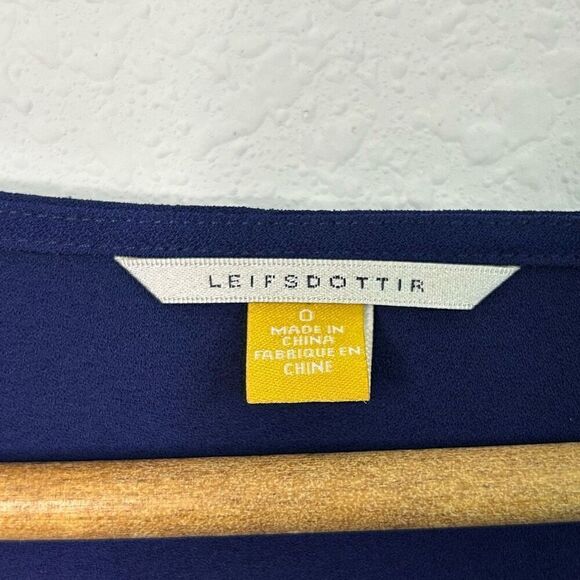 LEIFSDOTTIR
0
MADE IN
CHINA
FABRIQUE EN
CHINE